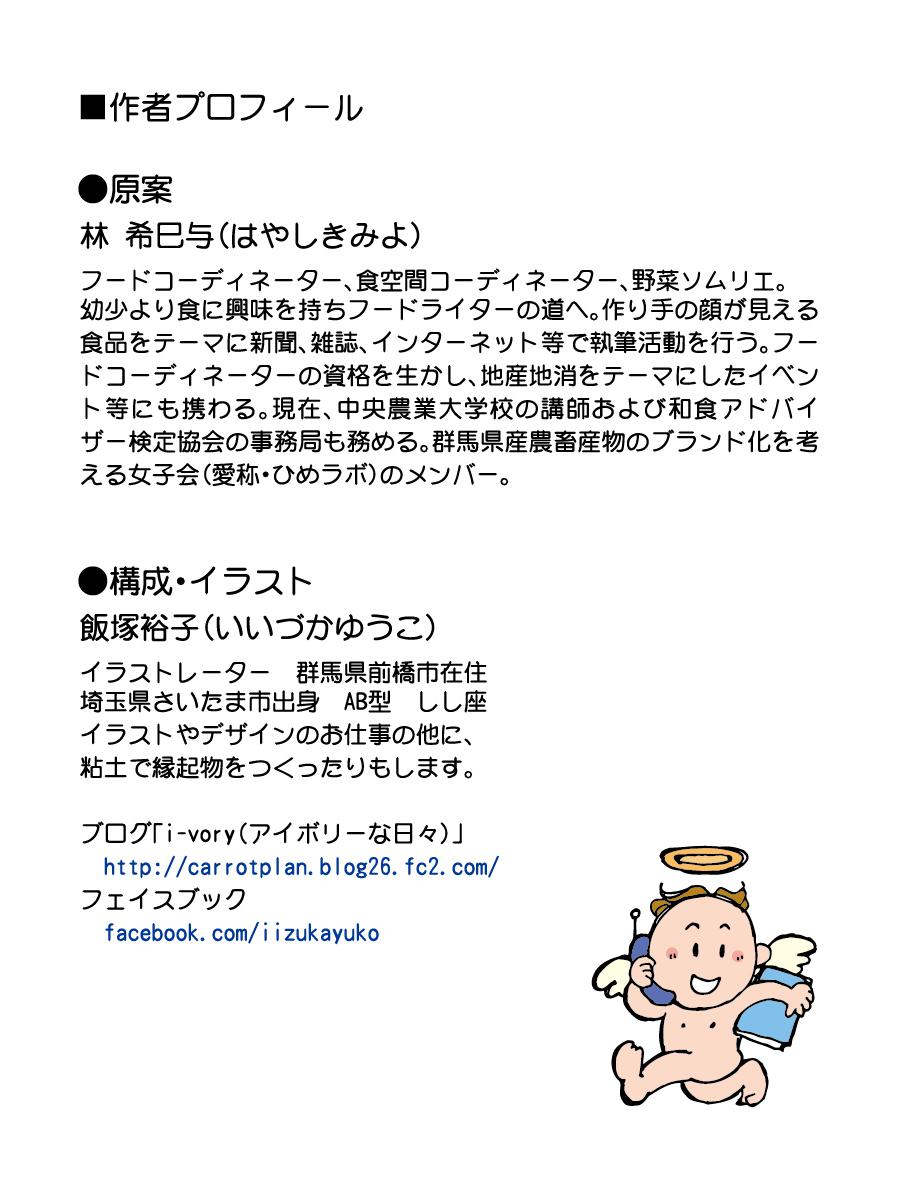 ■作者プロフィール
●原案
林 希巳与(はやしきみよ)
フードコーディネーター、食空間コーディネーター、野菜ソムリエ。
幼少より食に興味を持ちフードライターの道へ。作り手の顔が見える
食品をテーマに新聞、雑誌、インターネット等で執筆活動を行う。フー
ドコーディネーターの資格を生かし、地産地消をテーマにしたイベン
ト等にも携わる。現在、中央農業大学校の講師および和食アドバイ
ザー検定協会の事務局も務める。群馬県産農畜産物のブランド化を考
える女子会(愛称・ひめラボ)のメンバー。
●構成・イラスト
飯塚裕子(いいづかゆうこ)
イラストレーター　群馬県前橋市在住
埼玉県さいたま市出身　AB型　しし座
イラストやデザインのお仕事の他に、
粘土で縁起物をつくったりもします。
ブログ「i-vory(アイボリーな日々)」
http://carrotplan.blog26.fc2.com/
フェイスブック
facebook.com/iizukayuko